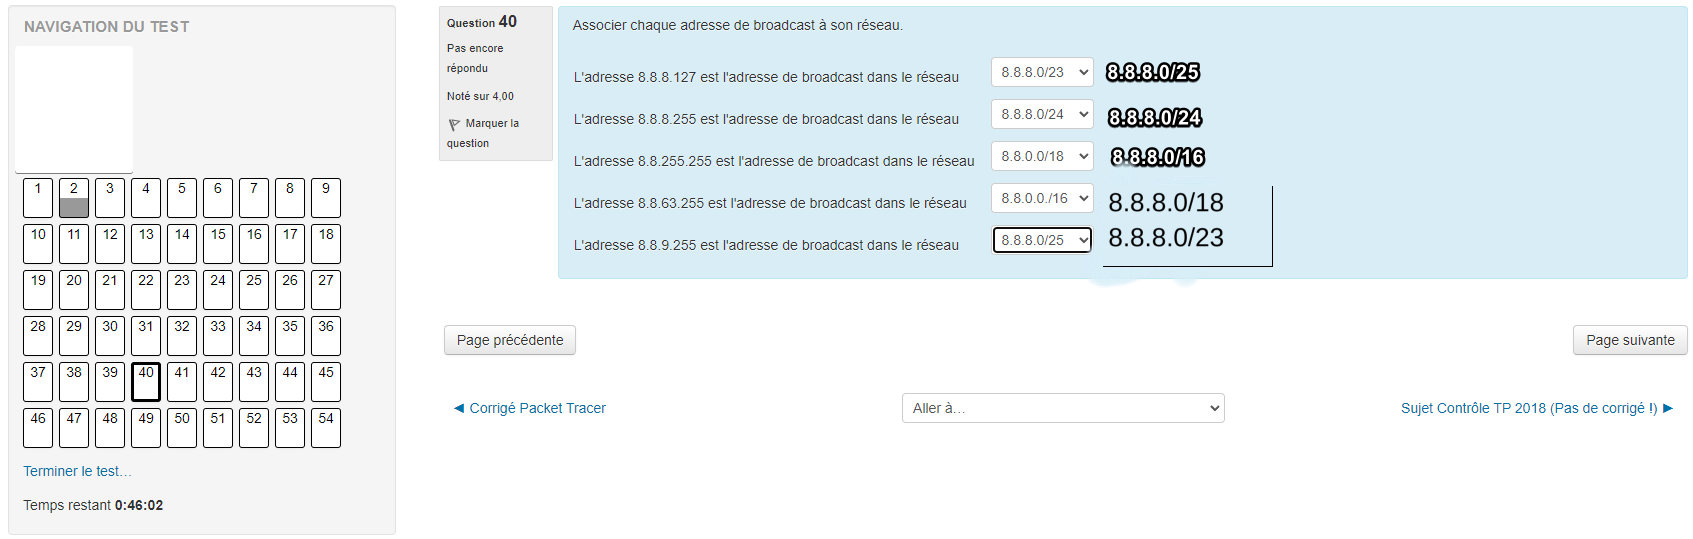 NAVIGATION DU TEST
1 2 3 4 5 6 7 8 9
10 11 12 13 14 15 16 17 18
19 20 21 22 23 24 25 26 27
28 29 30 31 32 33 34 35 36
37 38 39 40 41 42 43 44 45
46 47 48 49 50 51 52 53 54
Terminer le test…
Temps restant 0:46:02
Question 40
Pas encore
répondu
Noté sur 4,00
Marquer la
question
Associer chaque adresse de broadcast à son réseau.
L'adresse 8.8.8.127 est l'adresse de broadcast dans le réseau 8.8.8.0/23 8.8.8.0/25
L'adresse 8.8.8.255 est l'adresse de broadcast dans le réseau 8.8.8.0/24 8.8.8.0/24
L'adresse 8.8.255.255 est l'adresse de broadcast dans le réseau 8.8.0.0/18 8.8.8.0/16
L'adresse 8.8.63.255 est l'adresse de broadcast dans le réseau 8.8.0.0./16 8.8.8.0/18
L'adresse 8.8.9.255 est l'adresse de broadcast dans le réseau 8.8.8.0/25 8.8.8.0/23
Page précédente
Page suivante
◄ Corrigé Packet Tracer
Aller à…
Sujet Contrôle TP 2018 (Pas de corrigé !) ►